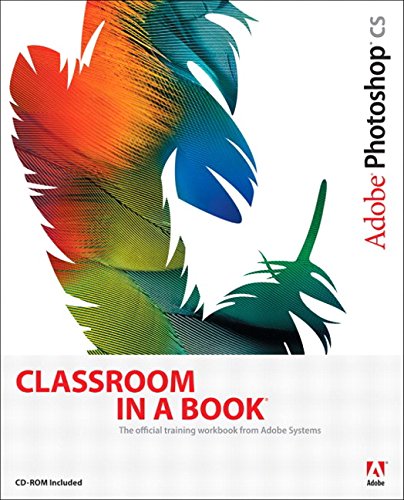 Adobe® Photoshop® CS
CLASSROOM
IN A BOOK®
The official training workbook from Adobe Systems
CD-ROM Included
Adobe